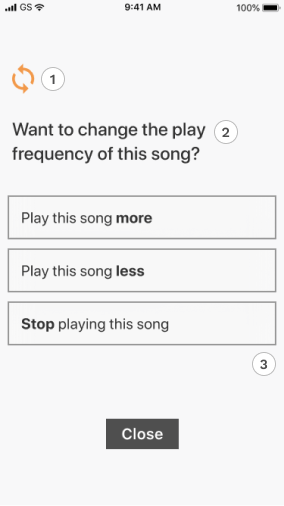 GS 9:41 AM 100%
1
Want to change the play 2
frequency of this song?
Play this song more
Play this song less
Stop playing this song
3
Close